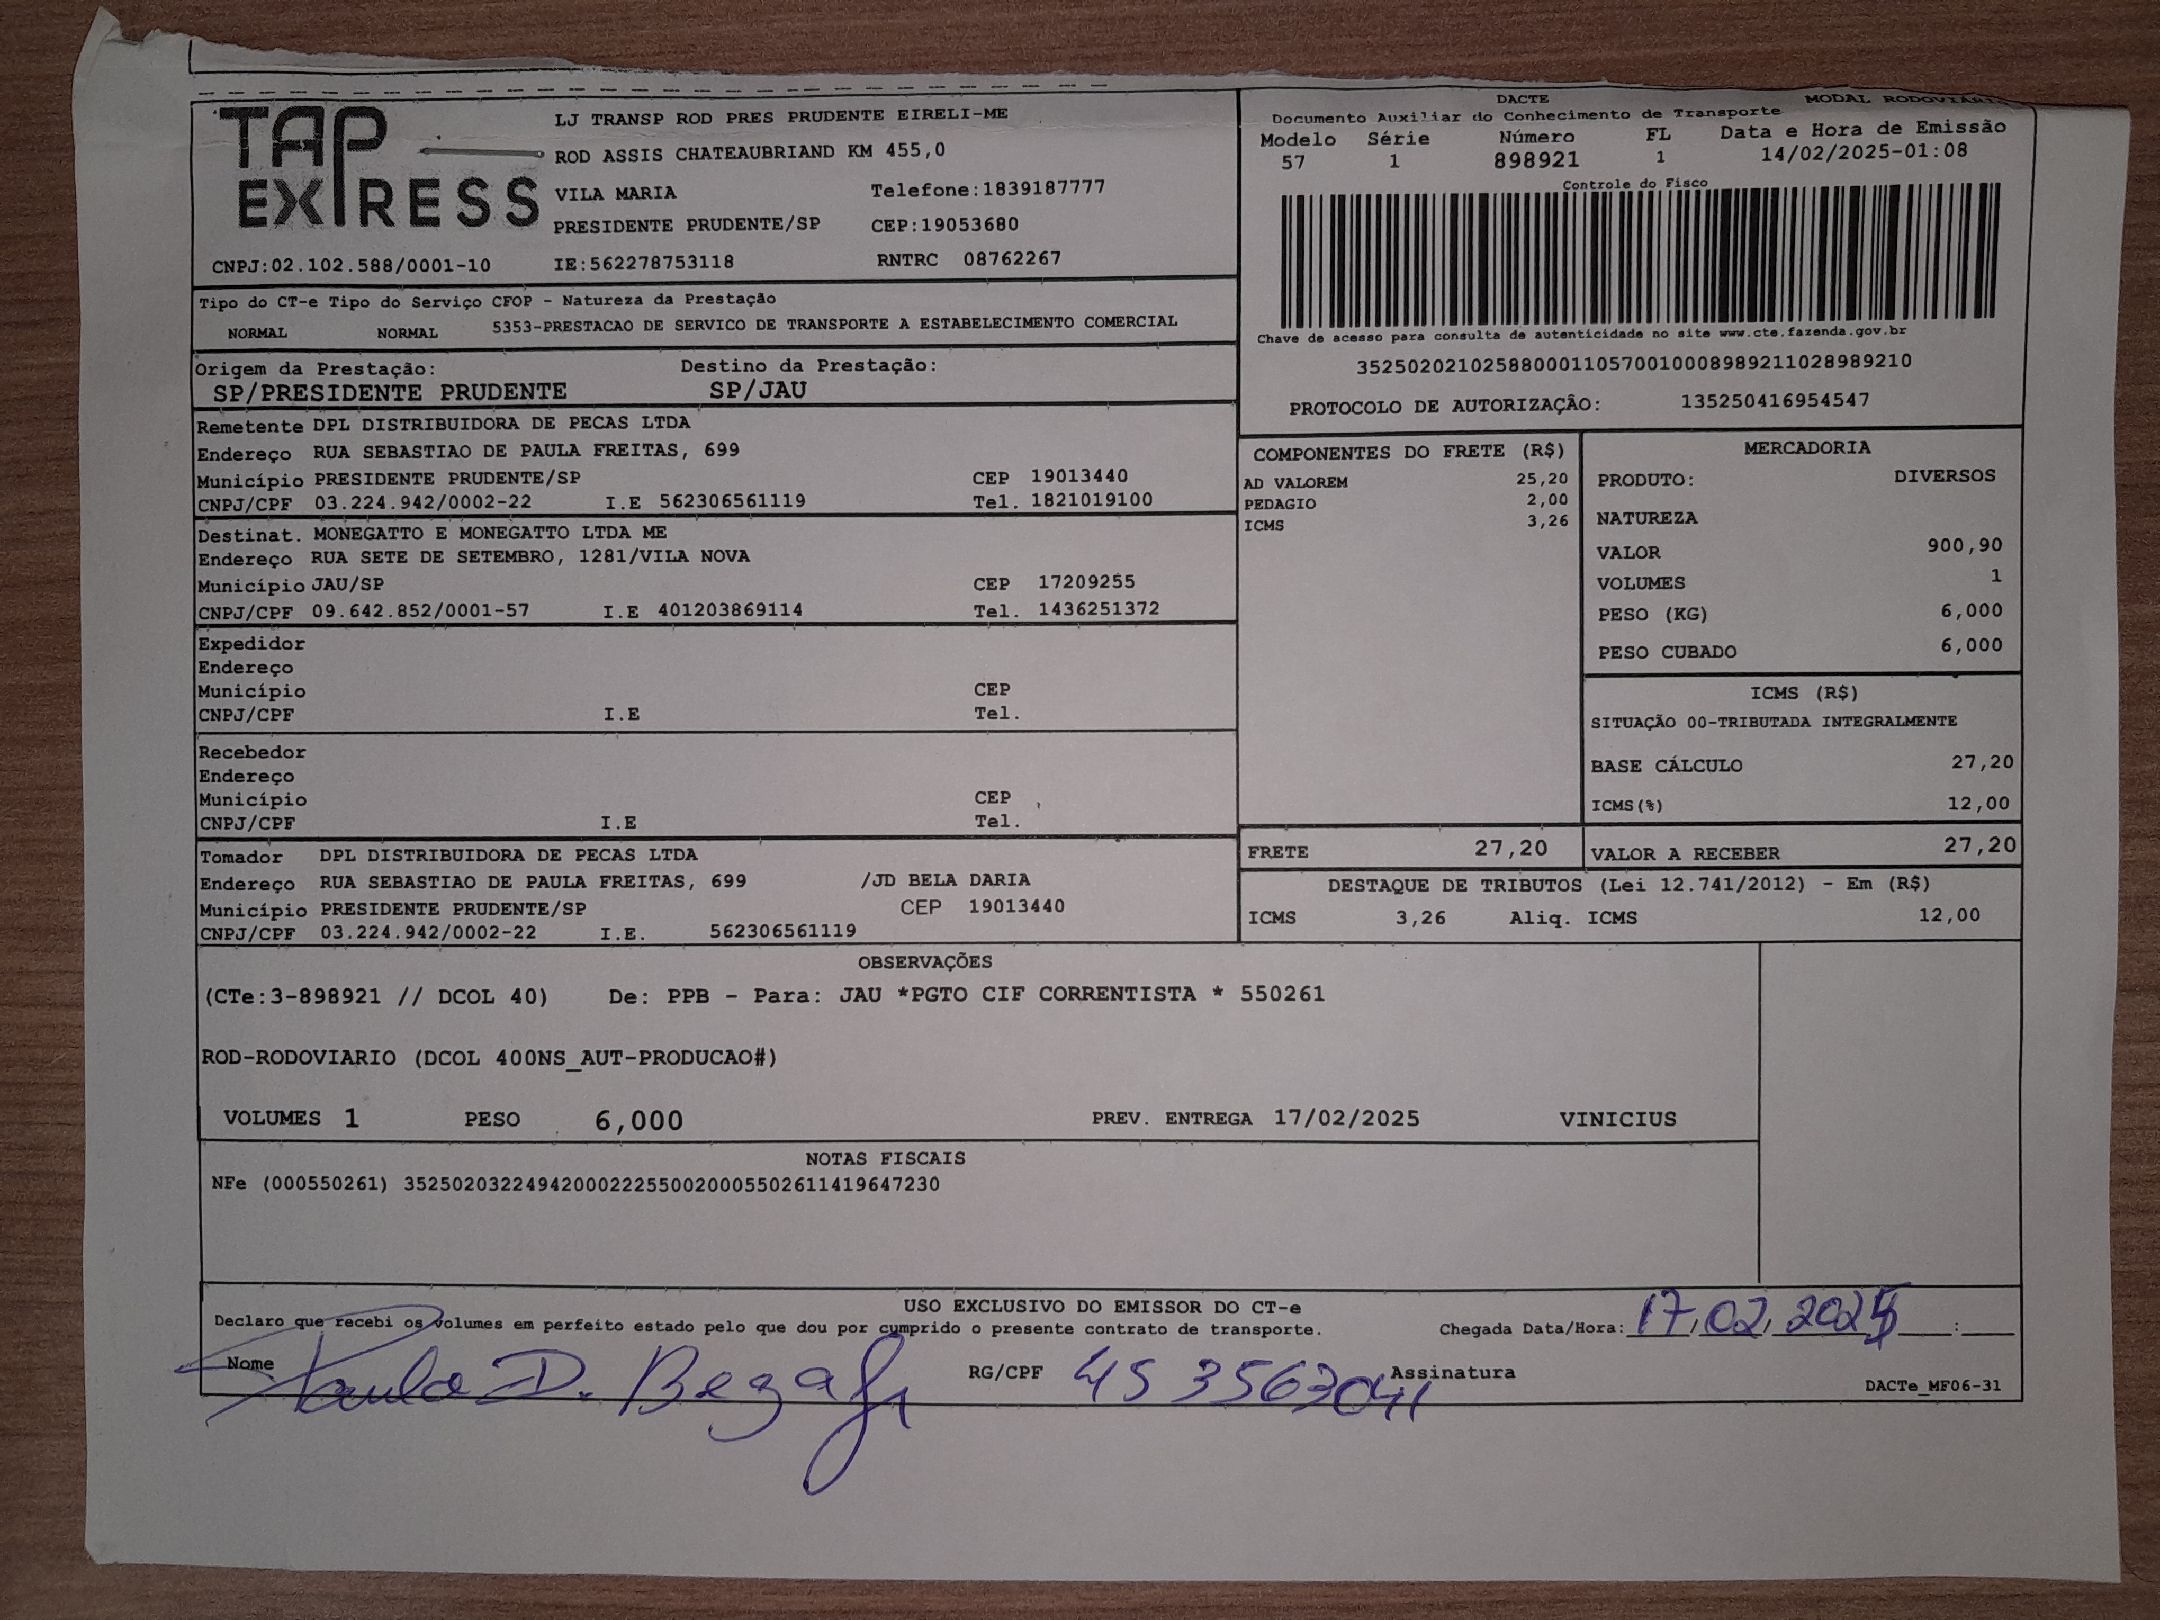 TAP
EXPRESS
LJ TRANSP ROD PRES PRUDENTE EIRELI-ME
ROD ASSIS CHATEAUBRIAND KM 455,0
VILA MARIA Telefone:1839187777
PRESIDENTE PRUDENTE/SP CEP:19053680
CNPJ:02.102.588/0001-10 IE:562278753118 RNTRC 08762267
DACTE MODAL RODOVIARIO
Documento Auxiliar do Conhecimento de Transporte
Modelo Série Número FL Data e Hora de Emissão
57 1 898921 1 14/02/2025-01:08
Controle do Fisco
Chave de acesso para consulta de autenticidade no site www.cte.fazenda.gov.br
35250202102588000110570010008989211028989210
PROTOCOLO DE AUTORIZAÇÃO: 135250416954547
Tipo do CT-e Tipo do Serviço CFOP - Natureza da Prestação
NORMAL NORMAL 5353-PRESTACAO DE SERVICO DE TRANSPORTE A ESTABELECIMENTO COMERCIAL
Origem da Prestação: Destino da Prestação:
SP/PRESIDENTE PRUDENTE SP/JAU
Remetente DPL DISTRIBUIDORA DE PECAS LTDA
Endereço RUA SEBASTIAO DE PAULA FREITAS, 699
Município PRESIDENTE PRUDENTE/SP CEP 19013440
CNPJ/CPF 03.224.942/0002-22 I.E 562306561119 Tel. 1821019100
Destinat. MONEGATTO E MONEGATTO LTDA ME
Endereço RUA SETE DE SETEMBRO, 1281/VILA NOVA
Município JAU/SP CEP 17209255
CNPJ/CPF 09.642.852/0001-57 I.E 401203869114 Tel. 1436251372
Expedidor
Endereço
Município CEP
CNPJ/CPF I.E Tel.
Recebedor
Endereço
Município CEP
CNPJ/CPF I.E Tel.
Tomador DPL DISTRIBUIDORA DE PECAS LTDA
Endereço RUA SEBASTIAO DE PAULA FREITAS, 699 /JD BELA DARIA
Município PRESIDENTE PRUDENTE/SP CEP 19013440
CNPJ/CPF 03.224.942/0002-22 I.E. 562306561119
COMPONENTES DO FRETE (R$)
AD VALOREM 25,20
PEDAGIO 2,00
ICMS 3,26
MERCADORIA
PRODUTO: DIVERSOS
NATUREZA
VALOR 900,90
VOLUMES 1
PESO (KG) 6,000
PESO CUBADO 6,000
ICMS (R$)
SITUAÇÃO 00-TRIBUTADA INTEGRALMENTE
BASE CÁLCULO 27,20
ICMS(%) 12,00
FRETE 27,20 VALOR A RECEBER 27,20
DESTAQUE DE TRIBUTOS (Lei 12.741/2012) - Em (R$)
ICMS 3,26 Aliq. ICMS 12,00
OBSERVAÇÕES
(CTe:3-898921 // DCOL 40) De: PPB - Para: JAU *PGTO CIF CORRENTISTA * 550261
ROD-RODOVIARIO (DCOL 400NS_AUT-PRODUCAO#)
VOLUMES 1 PESO 6,000 PREV. ENTREGA 17/02/2025 VINICIUS
NOTAS FISCAIS
NFe (000550261) 35250203224942000222550020005502611419647230
USO EXCLUSIVO DO EMISSOR DO CT-e
Declaro que recebi os volumes em perfeito estado pelo que dou por cumprido o presente contrato de transporte. Chegada Data/Hora: 17,02,2025 :
Nome Paulo D. RG/CPF 45 3563041 Assinatura
DACTe_MF06-31